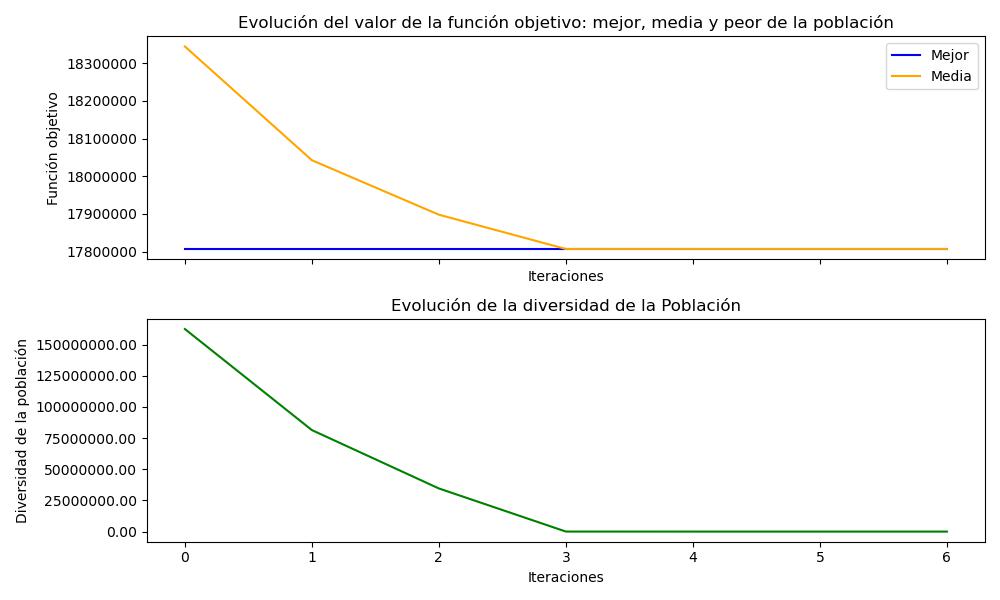 Evolución del valor de la función objetivo: mejor, media y peor de la población
Mejor
Media
Función objetivo
18300000
18200000
18100000
18000000
17900000
17800000
Iteraciones
Evolución de la diversidad de la Población
Diversidad de la población
150000000.00
125000000.00
100000000.00
75000000.00
50000000.00
25000000.00
0.00
0 1 2 3 4 5 6
Iteraciones